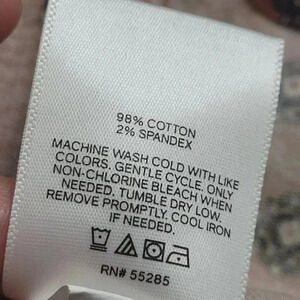 98% COTTON
2% SPANDEX
MACHINE WASH COLD WITH LIKE
COLORS. GENTLE CYCLE. ONLY
NON-CHLORINE BLEACH WHEN
NEEDED. TUMBLE DRY LOW.
REMOVE PROMPTLY. COOL IRON
IF NEEDED.
RN# 55285